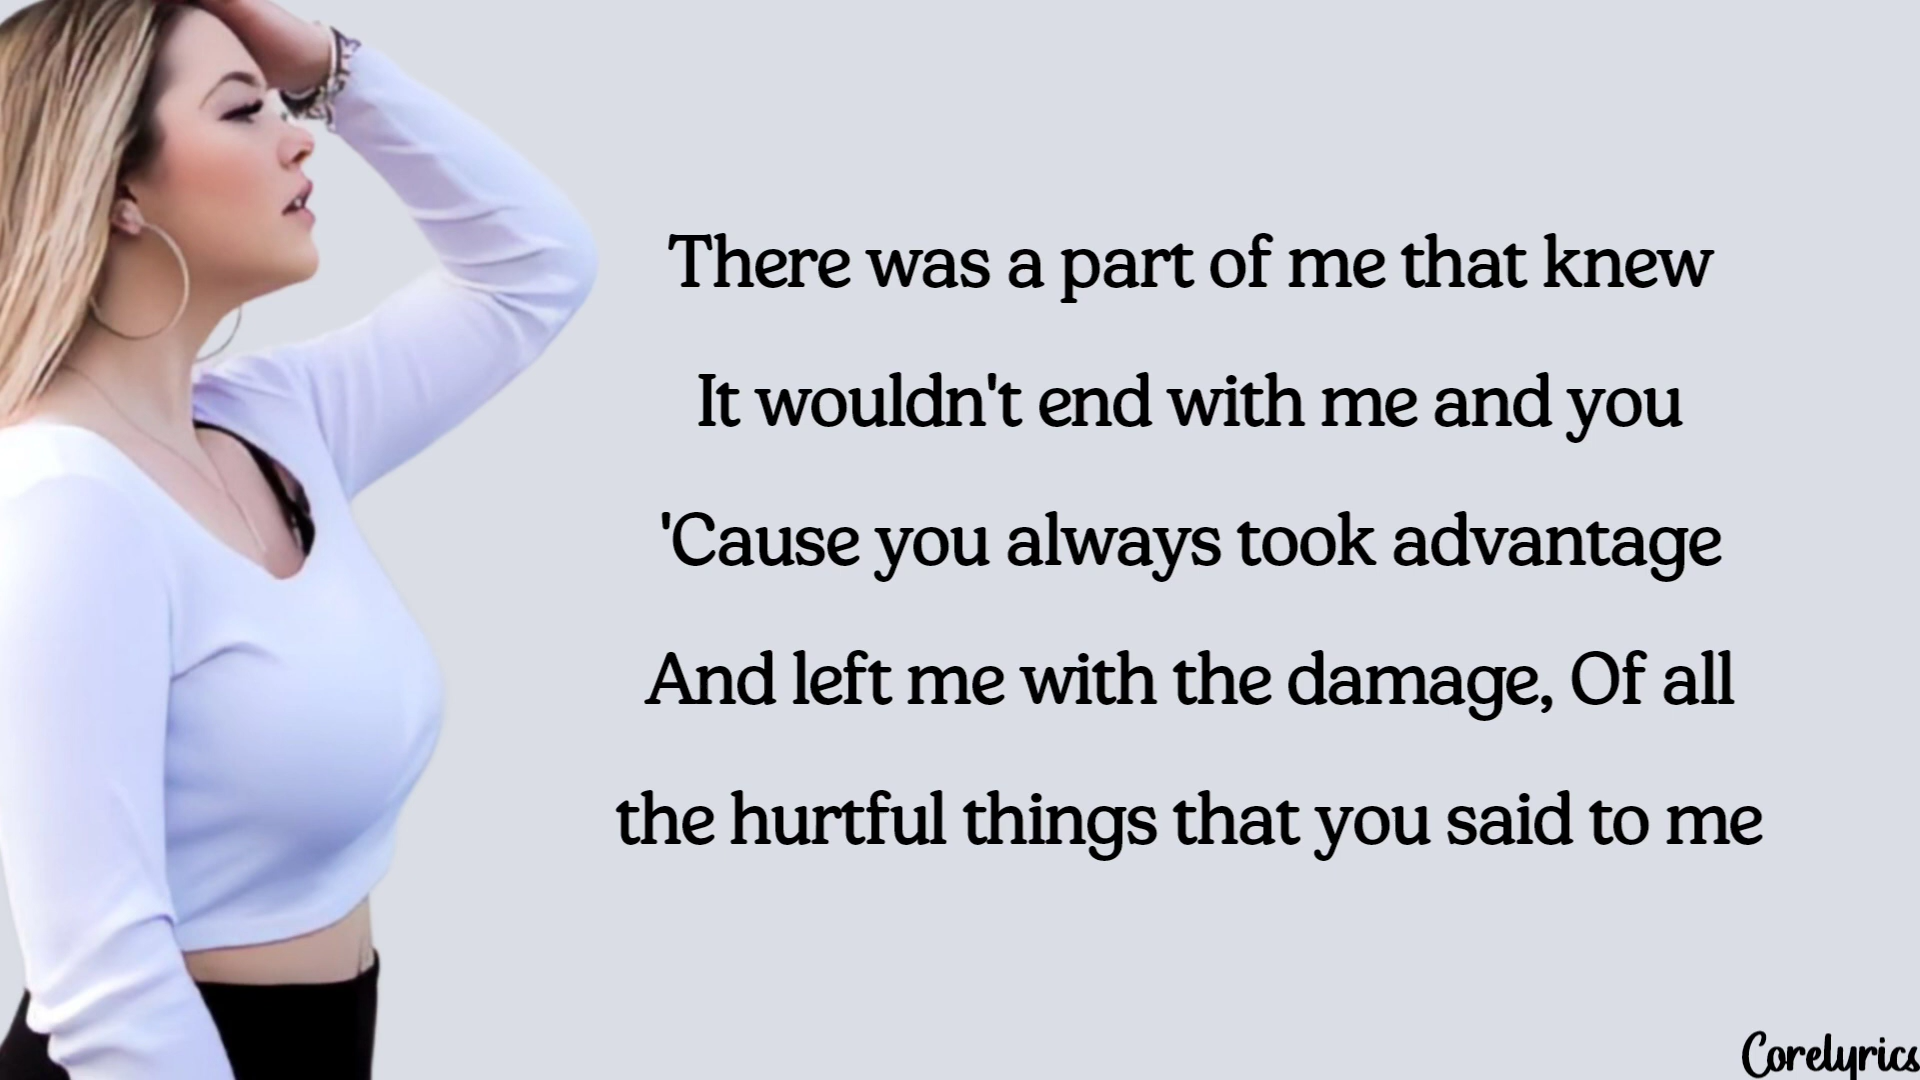 There was a part of me that knew
It wouldn't end with me and you
'Cause you always took advantage
And left me with the damage, Of all
the hurtful things that you said to me
Corelyrics